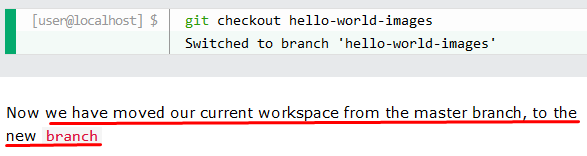 [user@localhost] $ git checkout hello-world-images
Switched to branch 'hello-world-images'
Now we have moved our current workspace from the master branch, to the
new branch